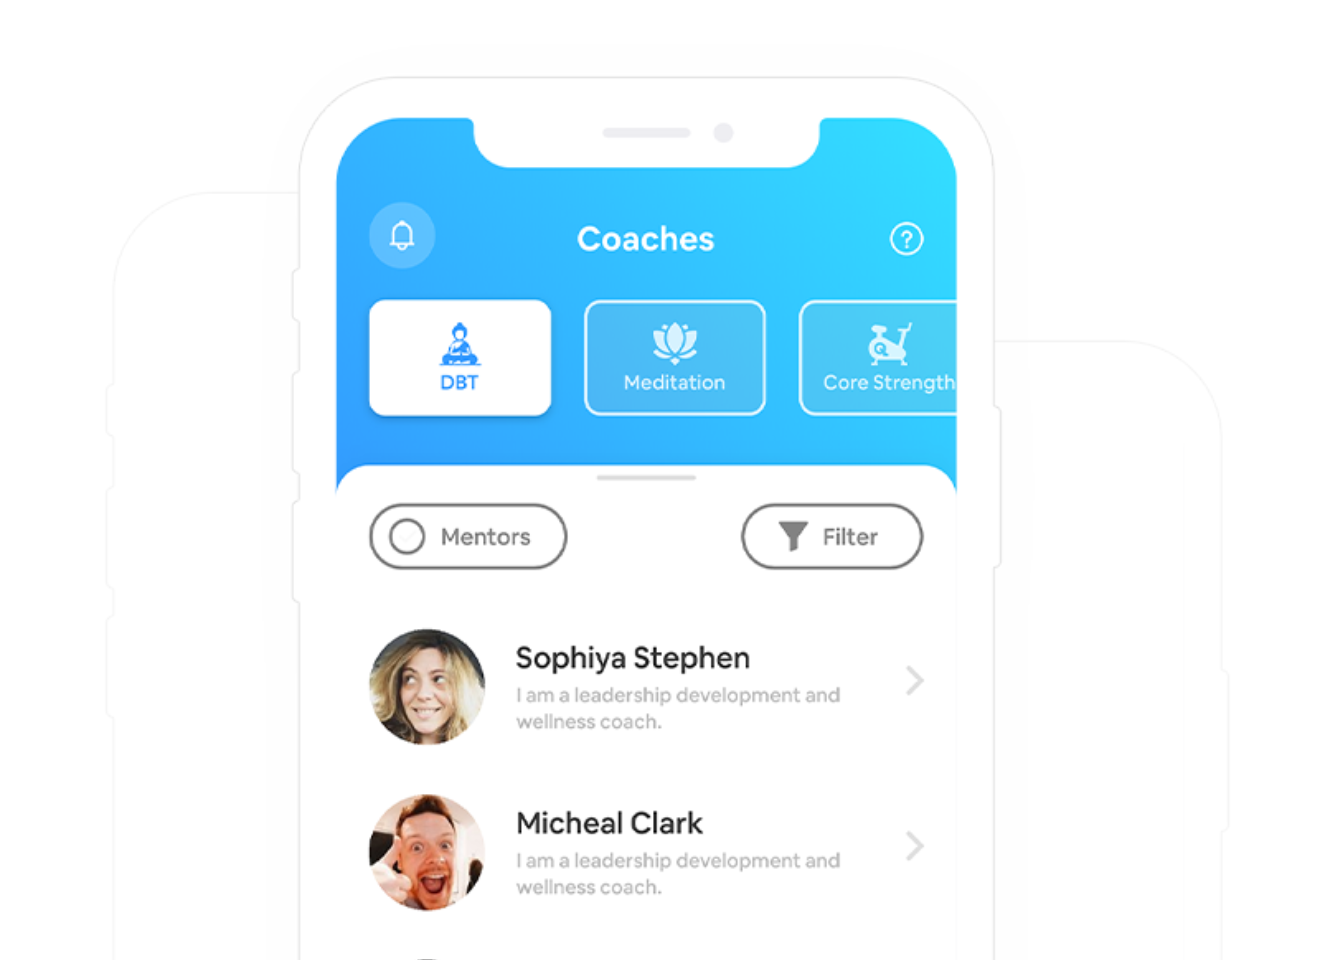 Coaches
DBT
Meditation
Core Strength
Mentors
Filter
Sophiya Stephen
I am a leadership development and
wellness coach.
Micheal Clark
I am a leadership development and
wellness coach.